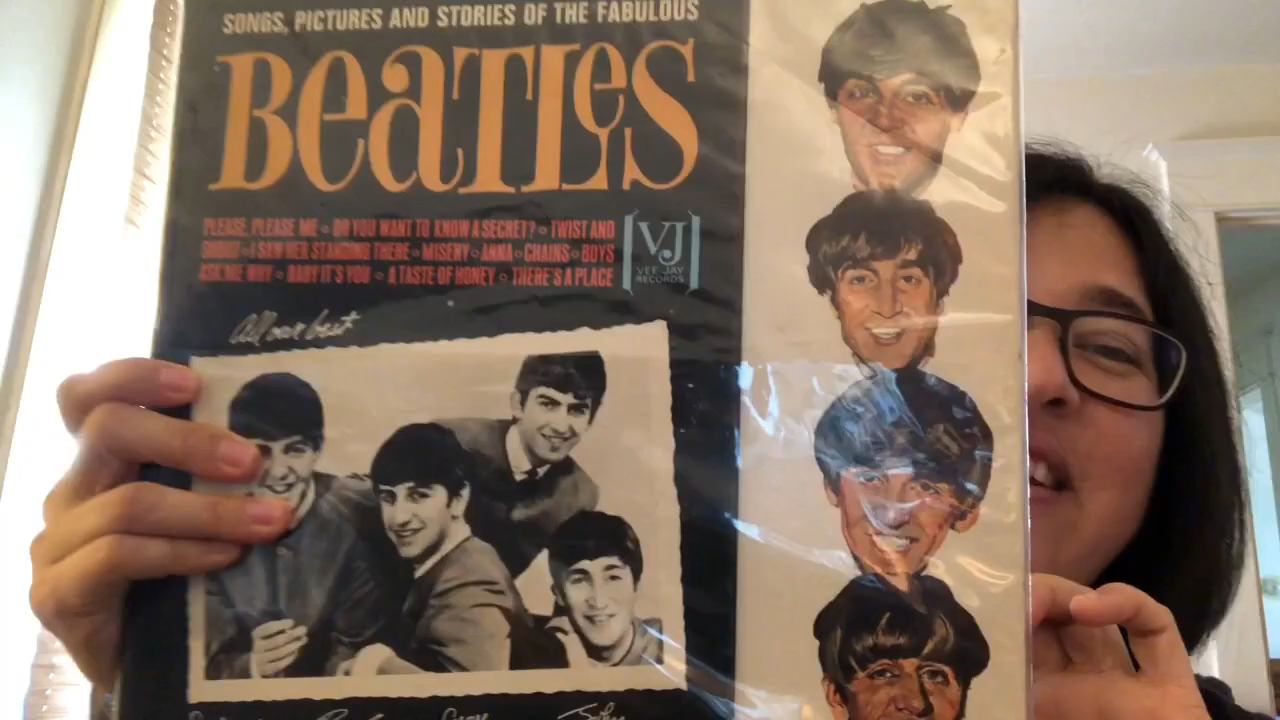 SONGS, PICTURES AND STORIES OF THE FABULOUS
BEATLES
PLEASE, PLEASE ME • DO YOU WANT TO KNOW A SECRET? • TWIST AND
SHOUT • I SAW HER STANDING THERE • MISERY • ANNA • CHAINS • BOYS
ASK ME WHY • BABY IT'S YOU • A TASTE OF HONEY • THERE'S A PLACE
VJ
VEE JAY
RECORDS
All our best
John